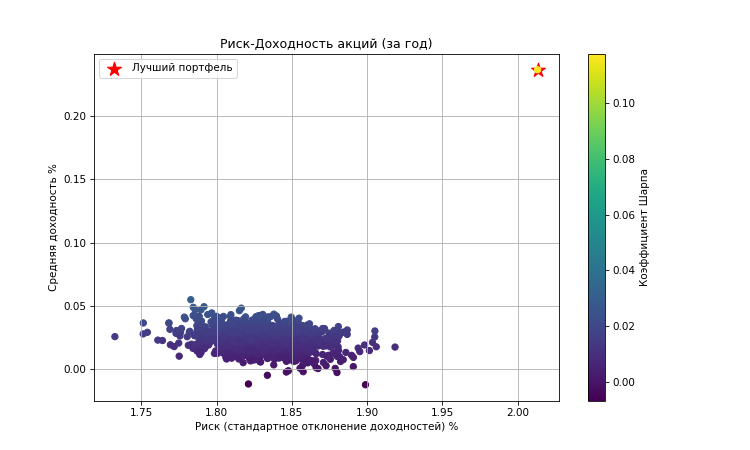 Риск-Доходность акций (за год)
Лучший портфель
Средняя доходность %
0.20
0.15
0.10
0.05
0.00
1.75 1.80 1.85 1.90 1.95 2.00
Риск (стандартное отклонение доходностей) %
0.10
0.08
0.06
0.04
0.02
0.00
Коэффициент Шарпа